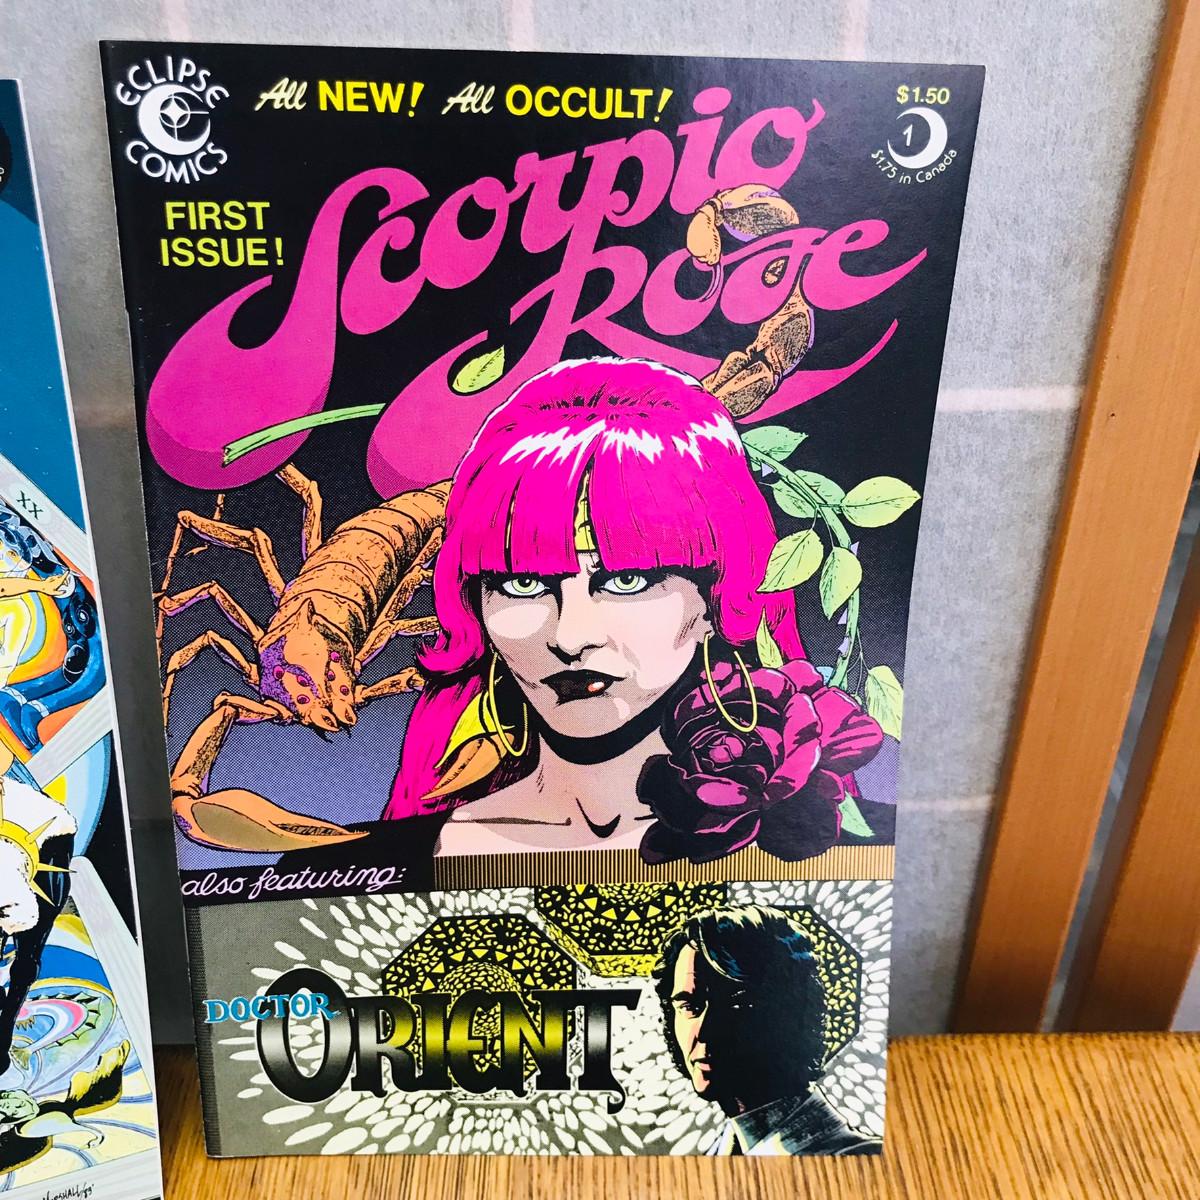 ECLIPSE
COMICS
All NEW! All OCCULT!
$1.50
1
$1.75 in Canada
FIRST
ISSUE!
Scorpio
Rose
also featuring:
DOCTOR
ORIENT
XX